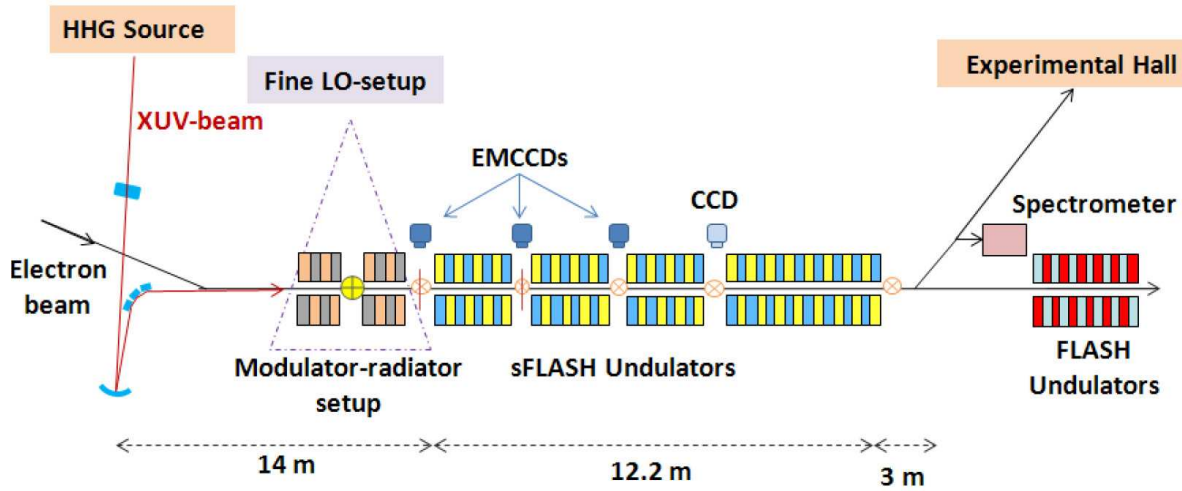 HHG Source
Fine LO-setup
Experimental Hall
XUV-beam
EMCCDs
CCD
Spectrometer
Electron
beam
Modulator-radiator
setup
sFLASH Undulators
FLASH
Undulators
14 m
12.2 m
3 m